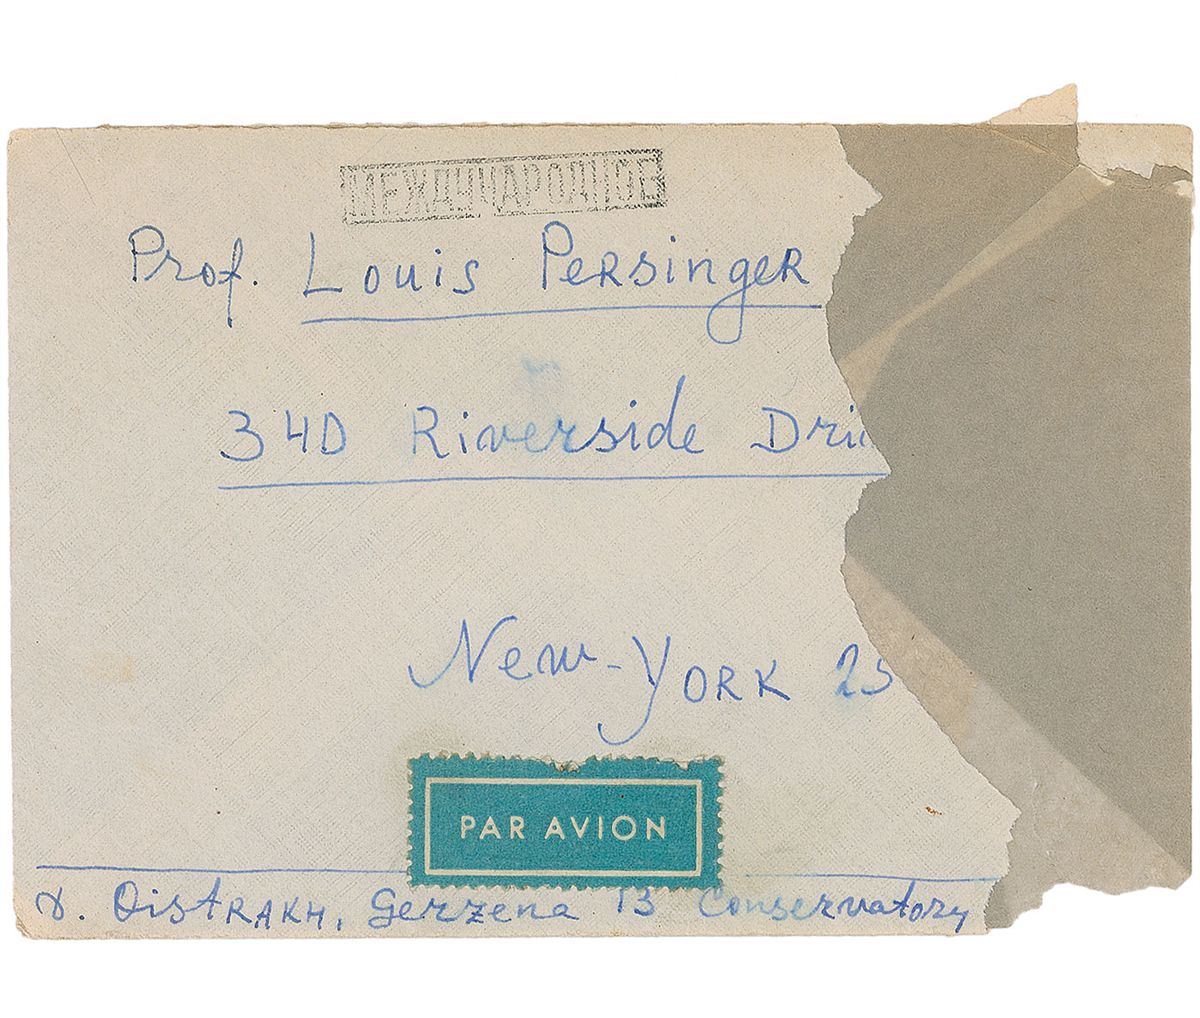 МЕЖДУНАРОДНОЕ
Prof. Louis Persinger
340 Riverside Dri
New-York 25
PAR AVION
D. Oistrakh, Gerzena 13 Conservatory